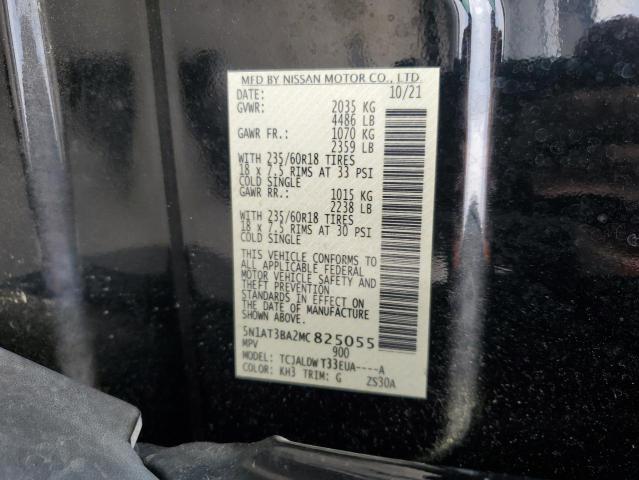 MFD BY NISSAN MOTOR CO., LTD
DATE: 10/21
GVWR: 2035 KG
4486 LB
GAWR FR.: 1070 KG
2359 LB
WITH 235/60R18 TIRES
18 x 7.5 RIMS AT 33 PSI
COLD SINGLE
GAWR RR.: 1015 KG
2238 LB
WITH 235/60R18 TIRES
18 x 7.5 RIMS AT 30 PSI
COLD SINGLE
THIS VEHICLE CONFORMS TO
ALL APPLICABLE FEDERAL
MOTOR VEHICLE SAFETY AND
THEFT PREVENTION
STANDARDS IN EFFECT ON
THE DATE OF MANUFACTURE
SHOWN ABOVE.
5N1AT3BA2MC 825055
MPV 900
MODEL: TCJALDW T33EUA----A
COLOR: KH3 TRIM: G ZS30A